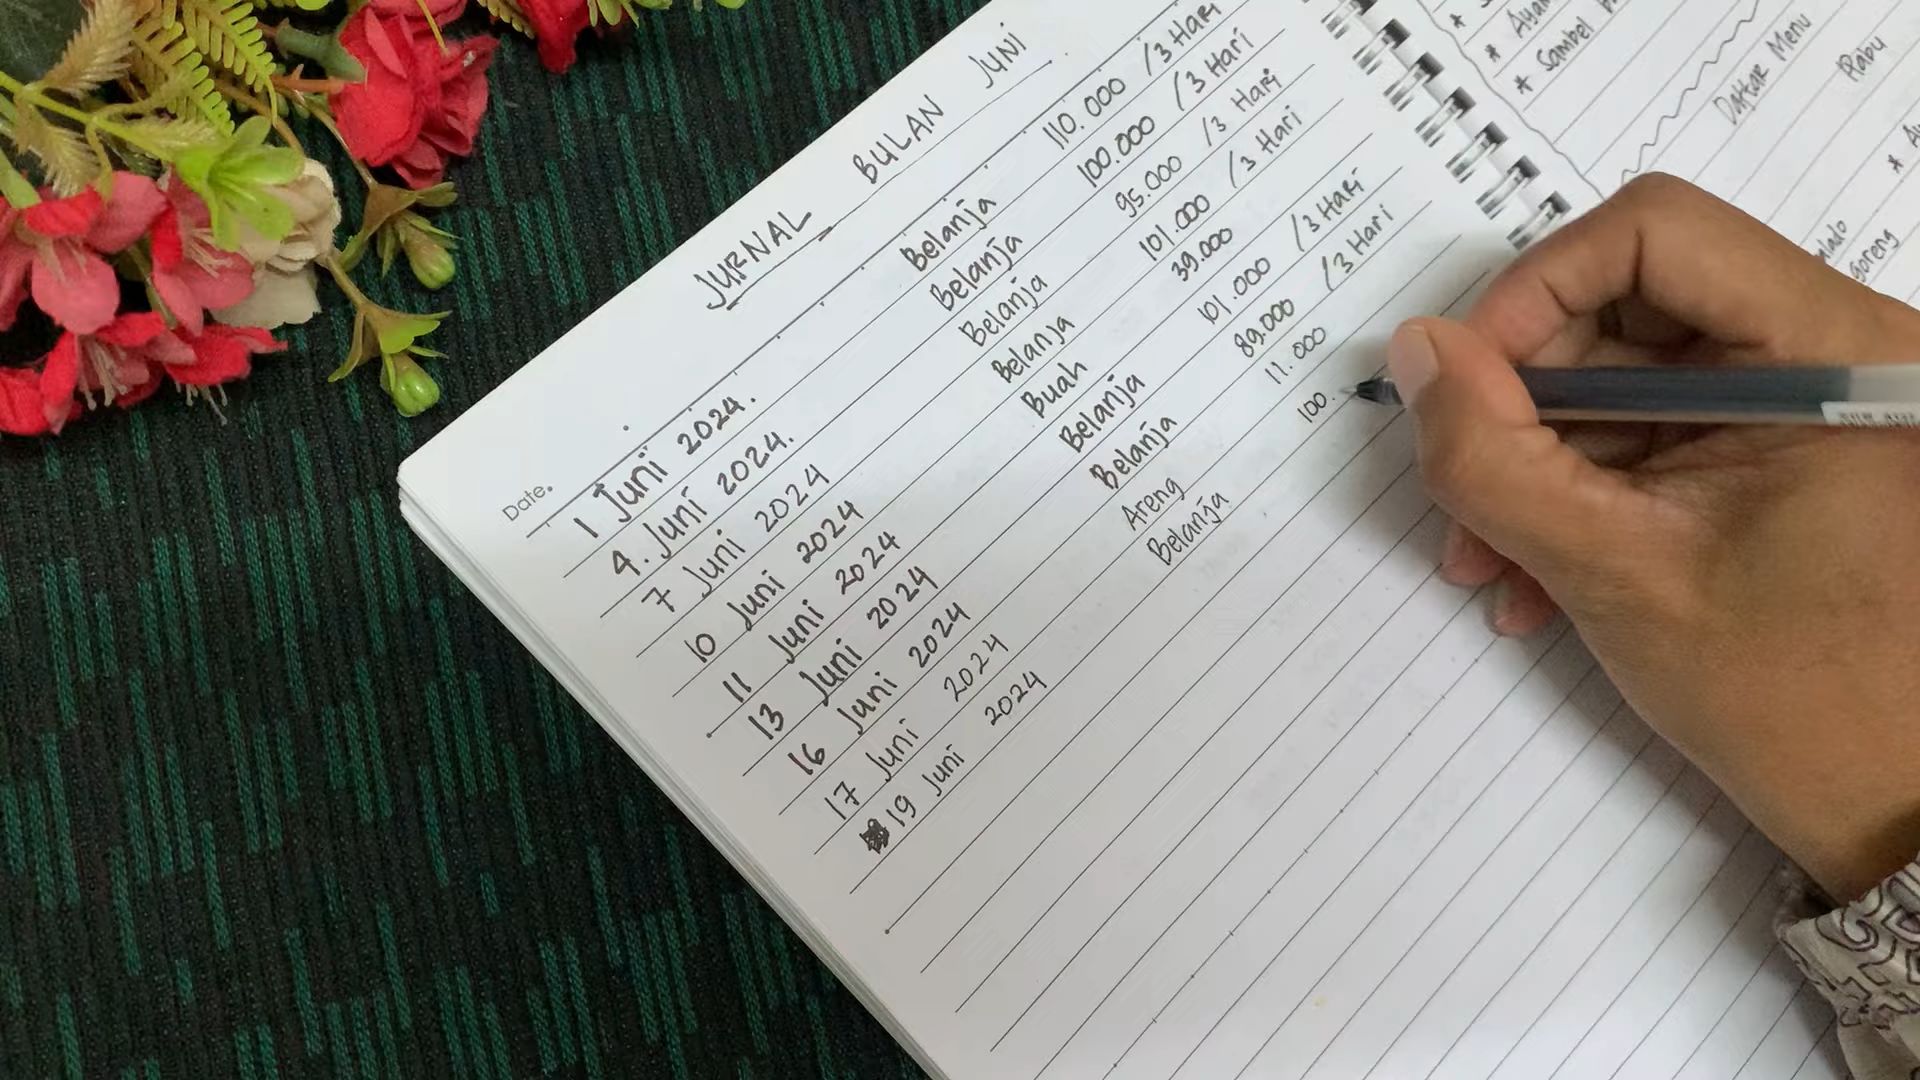 JURNAL BULAN JUNI
Date.
1 Juni 2024. Belanja 110.000 /3 Hari
4. Juni 2024. Belanja 100.000 /3 Hari
7 Juni 2024 Belanja 95.000 /3 Hari
10 Juni 2024 Belanja 101.000 /3 Hari
11 Juni 2024 Buah 39.000
13 Juni 2024 Belanja 101.000 /3 Hari
16 Juni 2024 Belanja 89.000 /3 Hari
17 Juni 2024 Areng 11.000
19 Juni 2024 Belanja 100.
* Sambel
Daftar Menu
Rabu
goreng